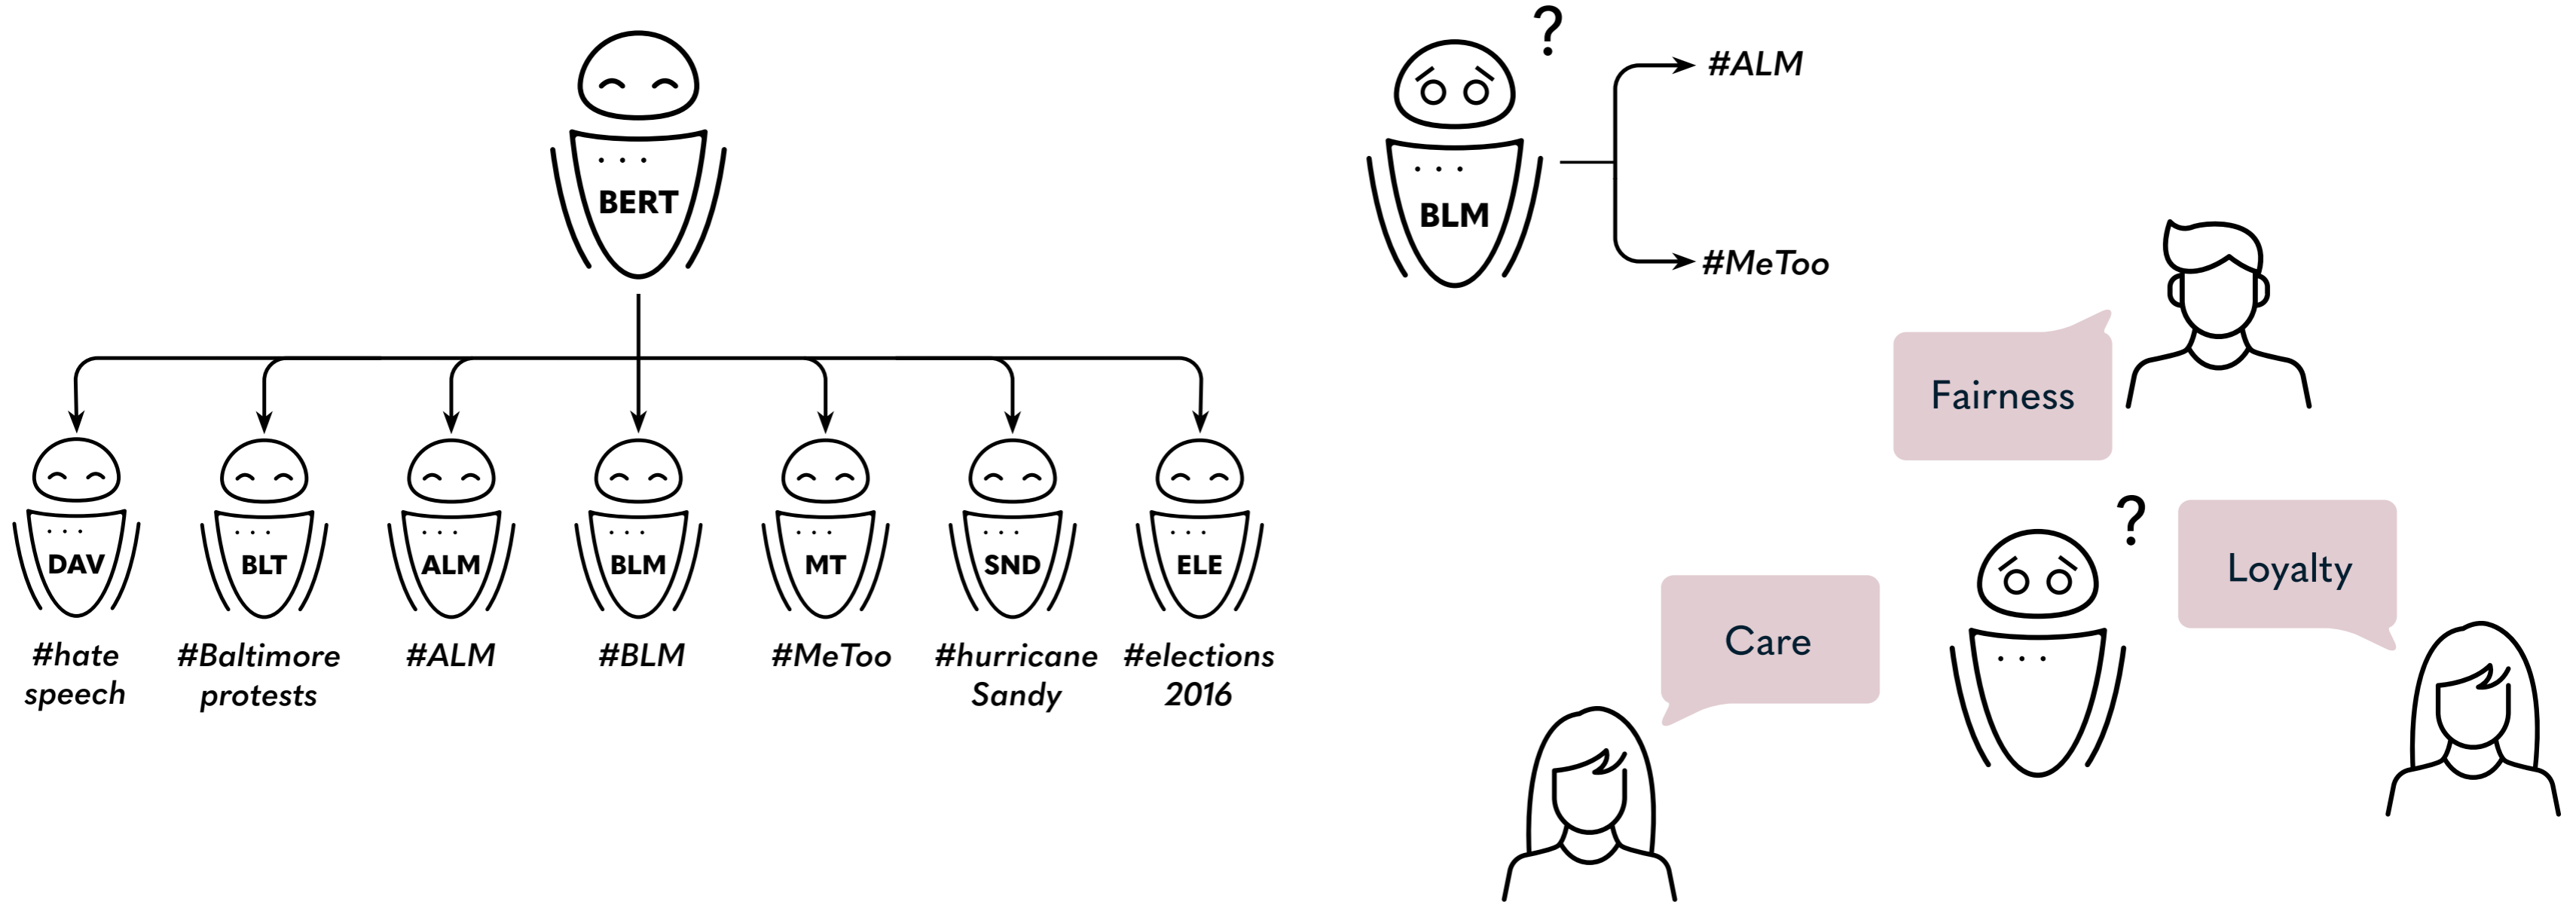 BERT
DAV
BLT
ALM
BLM
MT
SND
ELE
#hate
speech
#Baltimore
protests
#ALM
#BLM
#MeToo
#hurricane
Sandy
#elections
2016
?
BLM
#ALM
#MeToo
Fairness
?
Loyalty
Care